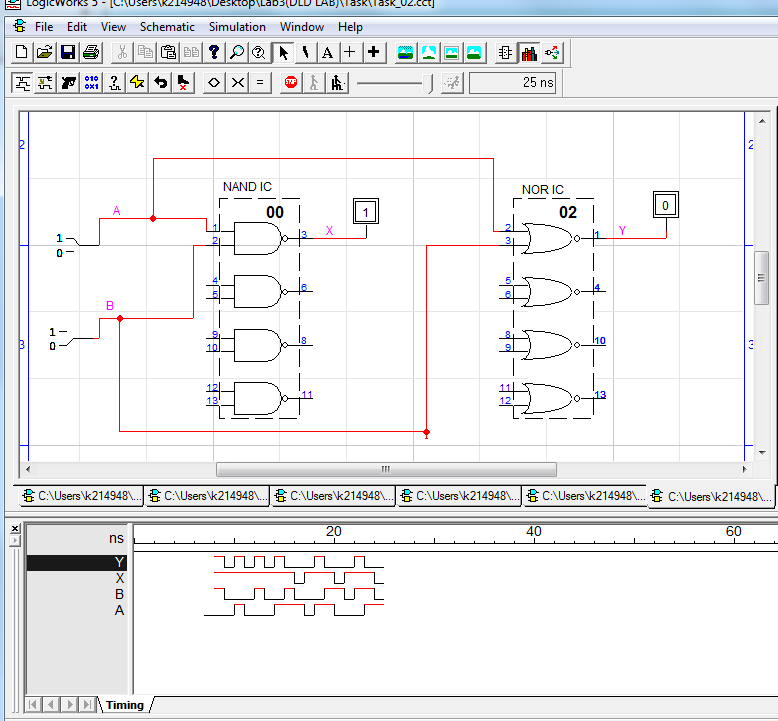 LogicWorks 5 - [C:\Users\k214948\Desktop\Lab3(DLD LAB)\Task\Task_02.cct]
File Edit View Schematic Simulation Window Help
25 ns
2 2
NAND IC NOR IC
00 02
A X 1 Y 0
1 2 3
2 3 1
1
0
4 5
5 6 6 4
B
1
0
3 3
9 8
10 8 9 10
12 11
13 11 12 13
C:\Users\k214948\... C:\Users\k214948\... C:\Users\k214948\... C:\Users\k214948\... C:\Users\k214948\... C:\Users\k214948\...
ns 20 40 60
Y
X
B
A
Timing